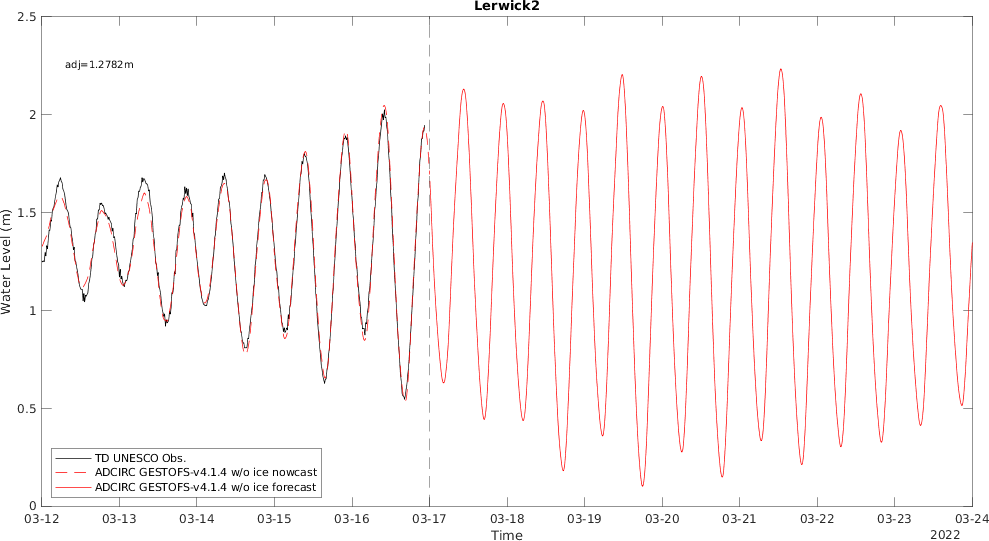 Lerwick2
2.5
adj=1.2782m
2
1.5
1
0.5
0
Water Level (m)
TD UNESCO Obs.
ADCIRC GESTOFS-v4.1.4 w/o ice nowcast
ADCIRC GESTOFS-v4.1.4 w/o ice forecast
03-12 03-13 03-14 03-15 03-16 03-17 03-18 03-19 03-20 03-21 03-22 03-23 03-24
Time
2022